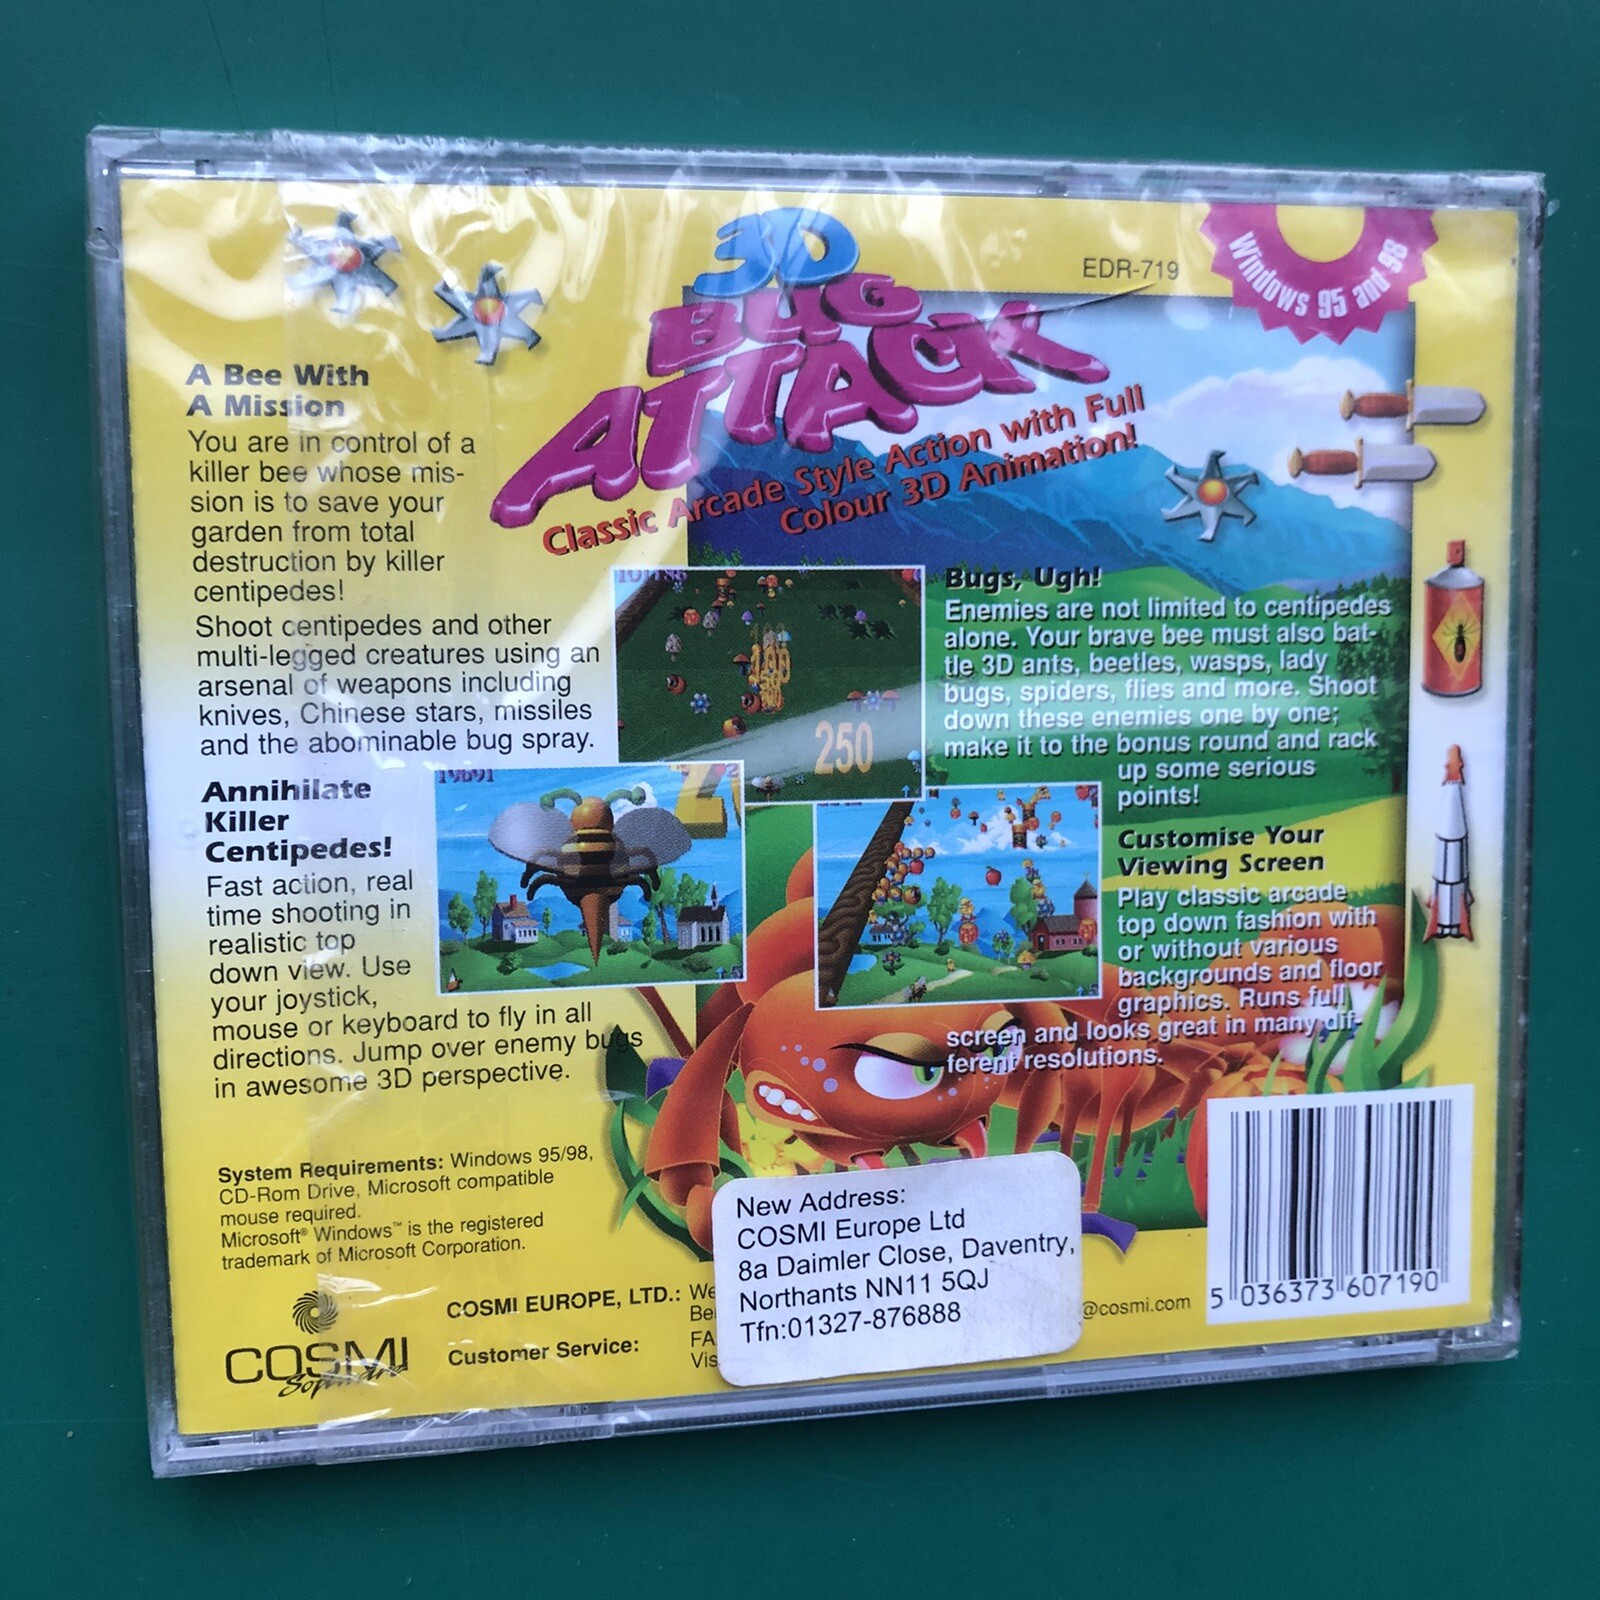 3D
BUG
ATTACK
Classic Arcade Style Action with Full
Colour 3D Animation!
EDR-719
Windows 95 and 98
A Bee With
A Mission
You are in control of a
killer bee whose mis-
sion is to save your
garden from total
destruction by killer
centipedes!
Shoot centipedes and other
multi-legged creatures using an
arsenal of weapons including
knives, Chinese stars, missiles
and the abominable bug spray.
Annihilate
Killer
Centipedes!
Fast action, real
time shooting in
realistic top
down view. Use
your joystick,
mouse or keyboard to fly in all
directions. Jump over enemy bugs
in awesome 3D perspective.
250
19691
Bugs, Ugh!
Enemies are not limited to centipedes
alone. Your brave bee must also bat-
tle 3D ants, beetles, wasps, lady
bugs, spiders, flies and more. Shoot
down these enemies one by one;
make it to the bonus round and rack
up some serious
points!
Customise Your
Viewing Screen
Play classic arcade
top down fashion with
or without various
backgrounds and floor
graphics. Runs full
screen and looks great in many dif-
ferent resolutions.
System Requirements: Windows 95/98,
CD-Rom Drive, Microsoft compatible
mouse required.
Microsoft® Windows™ is the registered
trademark of Microsoft Corporation.
COSMI
Software
COSMI EUROPE, LTD.:
Customer Service:
@cosmi.com
New Address:
COSMI Europe Ltd
8a Daimler Close, Daventry,
Northants NN11 5QJ
Tfn:01327-876888
5 036373 607190